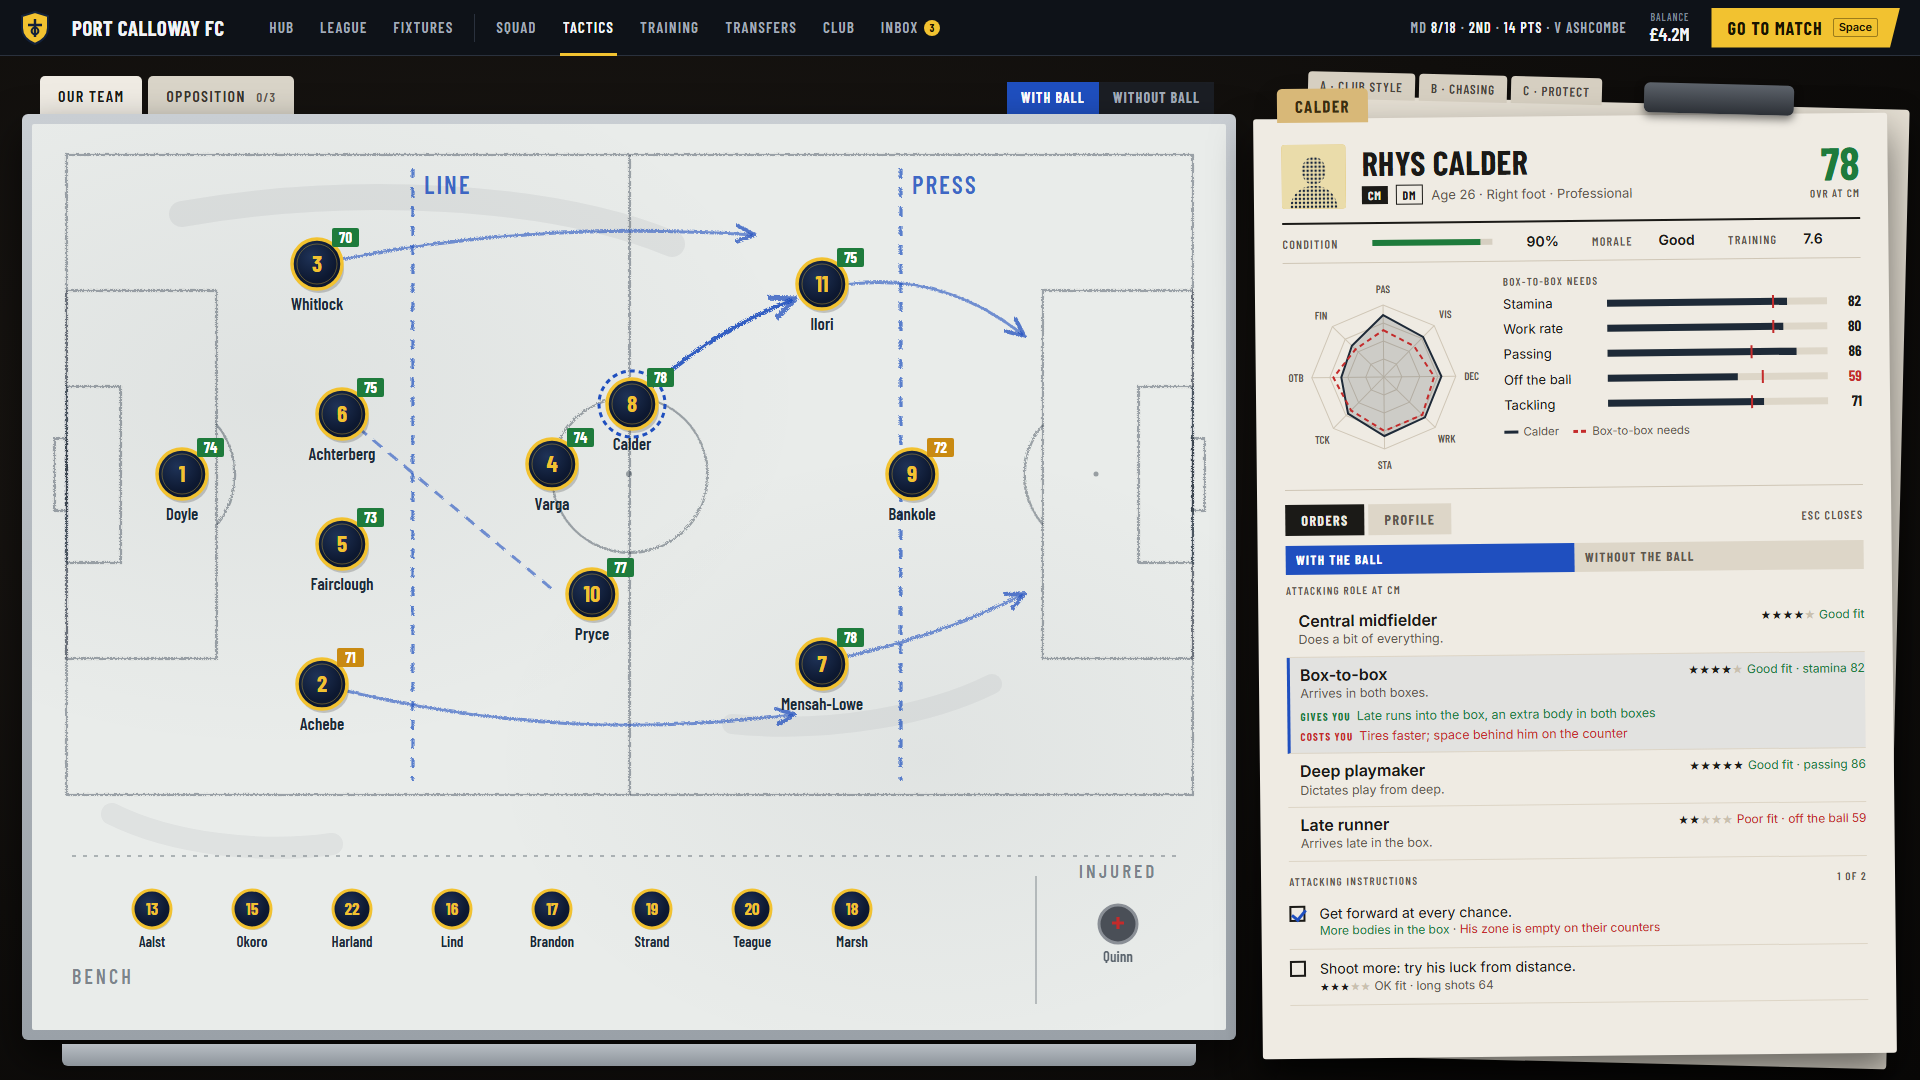 PORT CALLOWAY FC HUB LEAGUE FIXTURES SQUAD TACTICS TRAINING TRANSFERS CLUB INBOX 3 MD 8/18 · 2ND · 14 PTS · V ASHCOMBE BALANCE £4.2M GO TO MATCH Space
OUR TEAM OPPOSITION 0/3 WITH BALL WITHOUT BALL
LINE PRESS
70
3
Whitlock
75
11
Ilori
78
8
Calder
75
6
Achterberg
74
4
Varga
74
1
Doyle
72
9
Bankole
73
5
Fairclough
77
10
Pryce
78
7
Mensah-Lowe
71
2
Achebe
INJURED
13 15 22 16 17 19 20 18
Aalst Okoro Harland Lind Brandon Strand Teague Marsh
Quinn
BENCH
A · CLUB STYLE B · CHASING C · PROTECT
CALDER
RHYS CALDER 78
CM DM Age 26 · Right foot · Professional OVR AT CM
CONDITION 90% MORALE Good TRAINING 7.6
PAS
VIS
DEC
WRK
STA
TCK
OTB
FIN
BOX-TO-BOX NEEDS
Stamina 82
Work rate 80
Passing 86
Off the ball 59
Tackling 71
Calder Box-to-box needs
ORDERS PROFILE ESC CLOSES
WITH THE BALL WITHOUT THE BALL
ATTACKING ROLE AT CM
Central midfielder ★★★★★ Good fit
Does a bit of everything.
Box-to-box ★★★★★ Good fit · stamina 82
Arrives in both boxes.
GIVES YOU Late runs into the box, an extra body in both boxes
COSTS YOU Tires faster; space behind him on the counter
Deep playmaker ★★★★★ Good fit · passing 86
Dictates play from deep.
Late runner ★★★★★ Poor fit · off the ball 59
Arrives late in the box.
ATTACKING INSTRUCTIONS 1 OF 2
Get forward at every chance.
More bodies in the box · His zone is empty on their counters
Shoot more: try his luck from distance.
★★★★★ OK fit · long shots 64